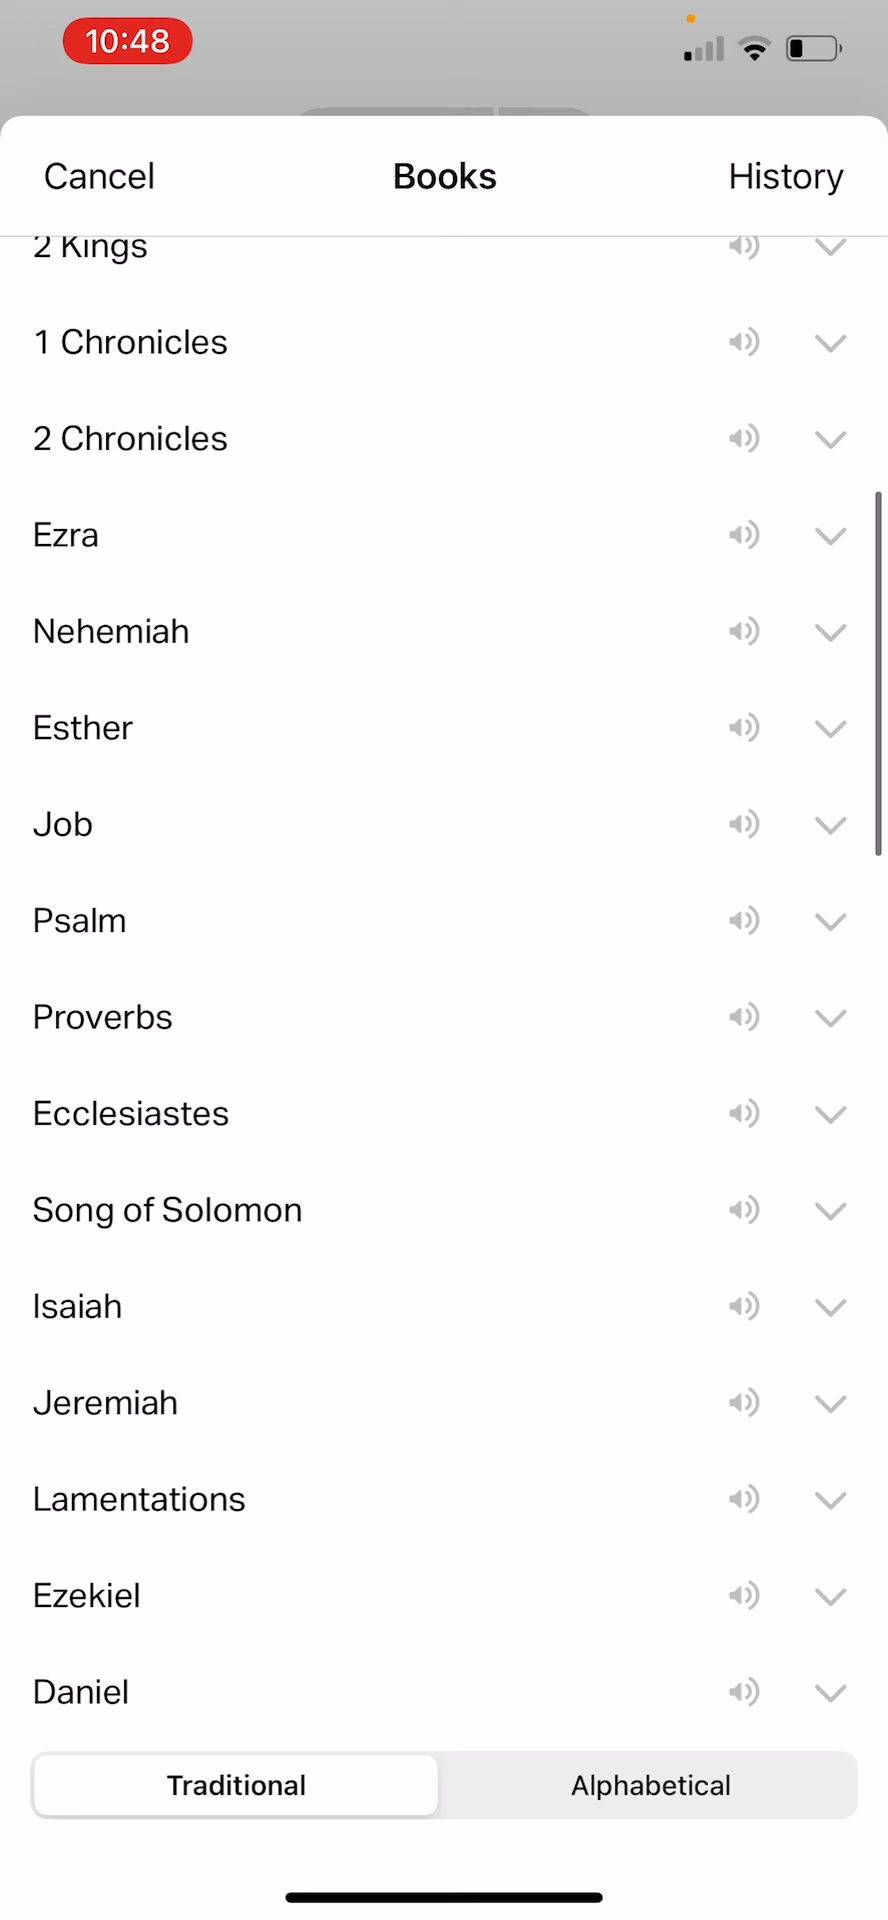 10:48
Cancel Books History
2 Kings
1 Chronicles
2 Chronicles
Ezra
Nehemiah
Esther
Job
Psalm
Proverbs
Ecclesiastes
Song of Solomon
Isaiah
Jeremiah
Lamentations
Ezekiel
Daniel
Traditional Alphabetical